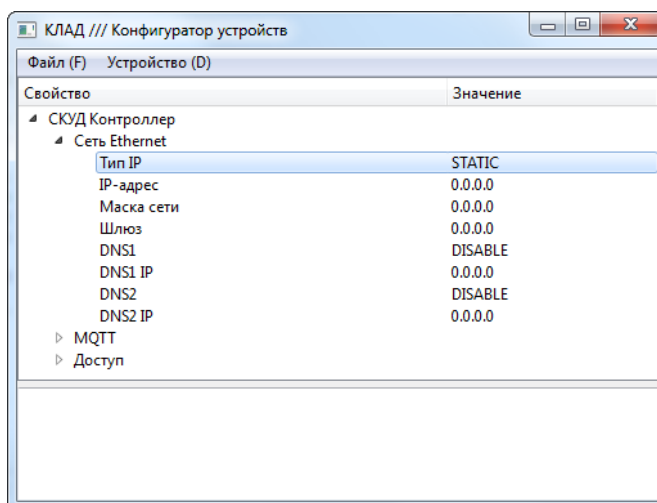 КЛАД /// Конфигуратор устройств
Файл (F) Устройство (D)
Свойство Значение
СКУД Контроллер
Сеть Ethernet
Тип IP STATIC
IP-адрес 0.0.0.0
Маска сети 0.0.0.0
Шлюз 0.0.0.0
DNS1 DISABLE
DNS1 IP 0.0.0.0
DNS2 DISABLE
DNS2 IP 0.0.0.0
MQTT
Доступ